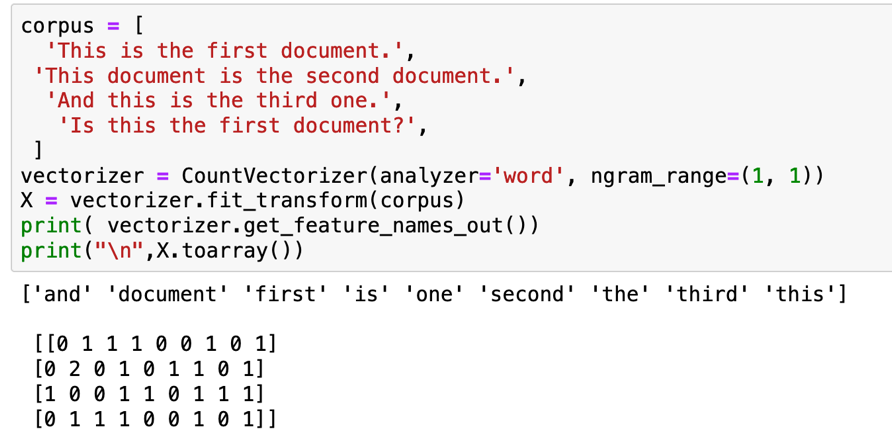 corpus = [
'This is the first document.',
'This document is the second document.',
'And this is the third one.',
'Is this the first document?',
]
vectorizer = CountVectorizer(analyzer='word', ngram_range=(1, 1))
X = vectorizer.fit_transform(corpus)
print( vectorizer.get_feature_names_out())
print("\n",X.toarray())
['and' 'document' 'first' 'is' 'one' 'second' 'the' 'third' 'this']
[[0 1 1 1 0 0 1 0 1]
[0 2 0 1 0 1 1 0 1]
[1 0 0 1 1 0 1 1 1]
[0 1 1 1 0 0 1 0 1]]